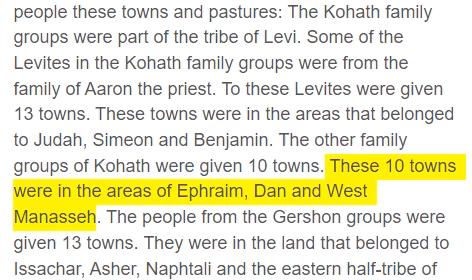 people these towns and pastures: The Kohath family
groups were part of the tribe of Levi. Some of the
Levites in the Kohath family groups were from the
family of Aaron the priest. To these Levites were given
13 towns. These towns were in the areas that belonged
to Judah, Simeon and Benjamin. The other family
groups of Kohath were given 10 towns. These 10 towns
were in the areas of Ephraim, Dan and West
Manasseh. The people from the Gershon groups were
given 13 towns. They were in the land that belonged to
Issachar, Asher, Naphtali and the eastern half-tribe of